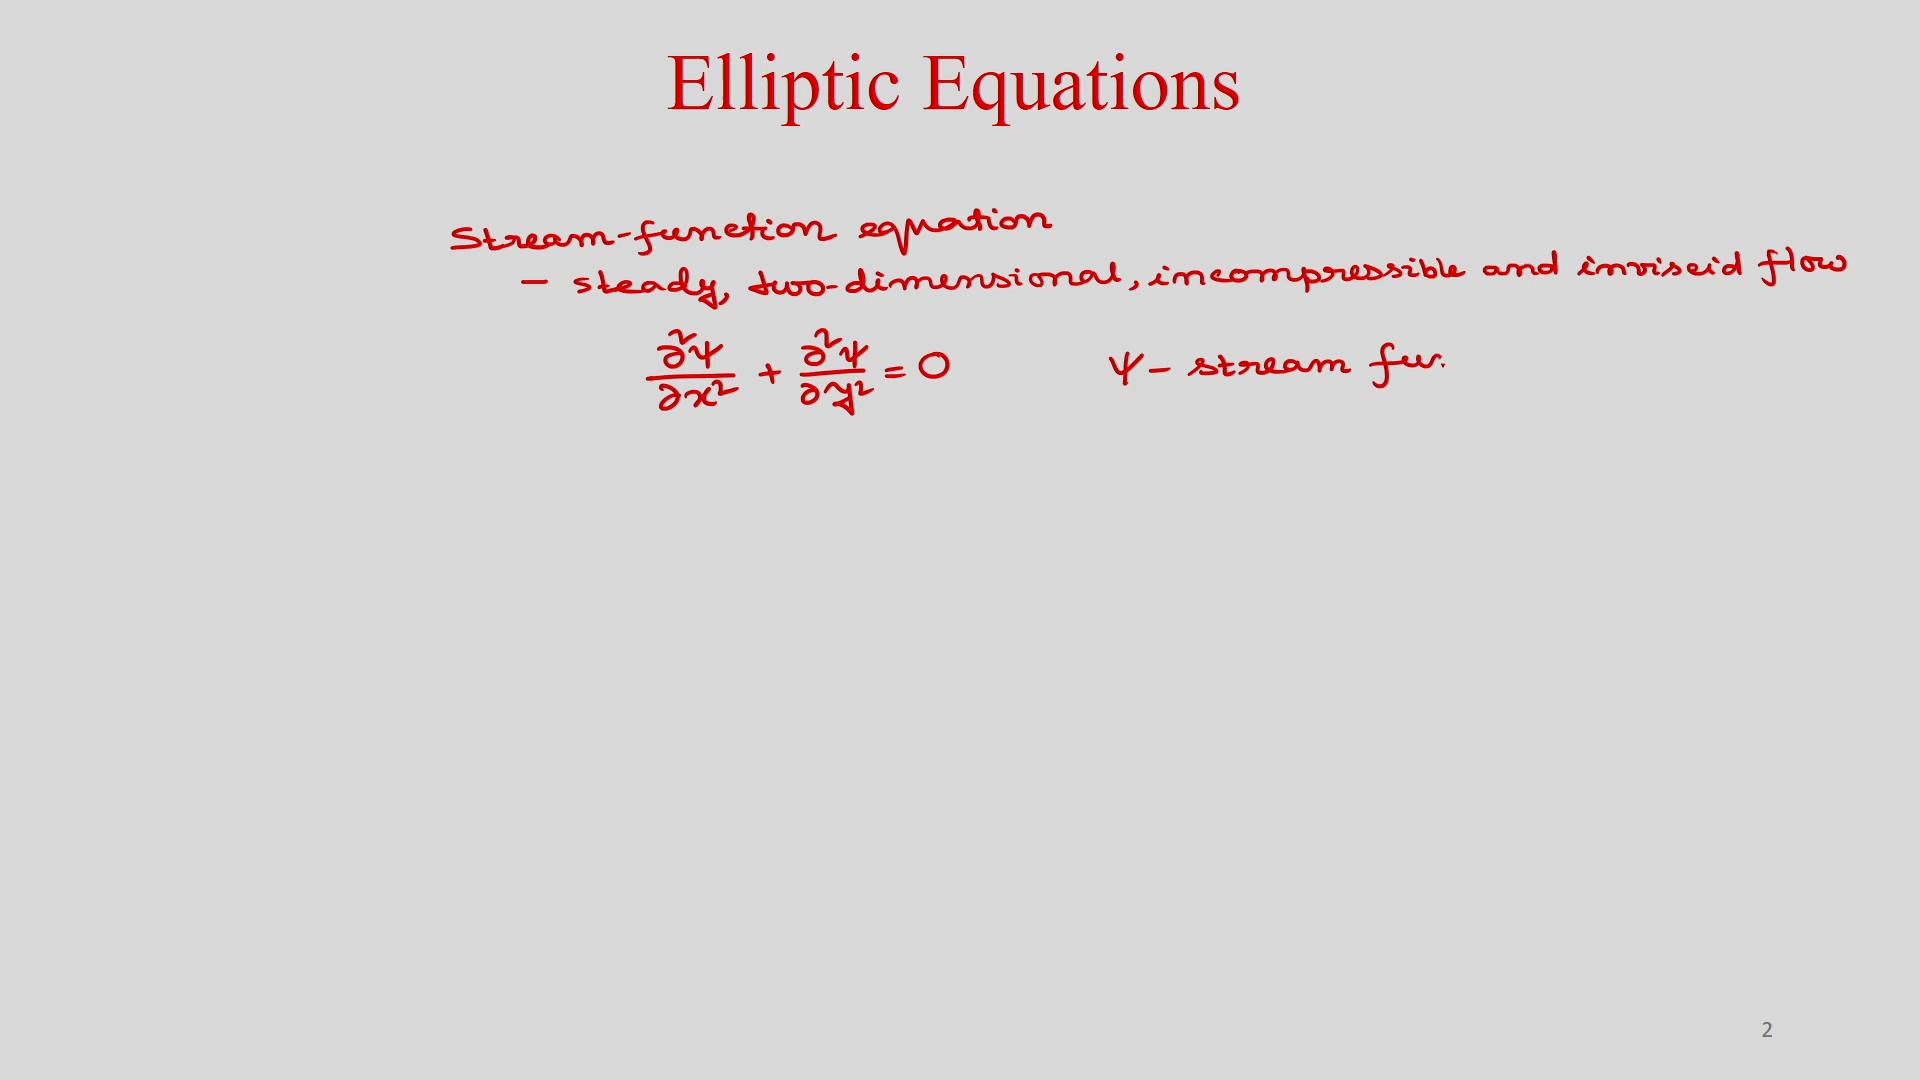 Elliptic Equations
Stream-function equation
- steady, two-dimensional, incompressible and inviscid flow
∂²ψ/∂x² + ∂²ψ/∂y² = 0 ψ - stream fun
2